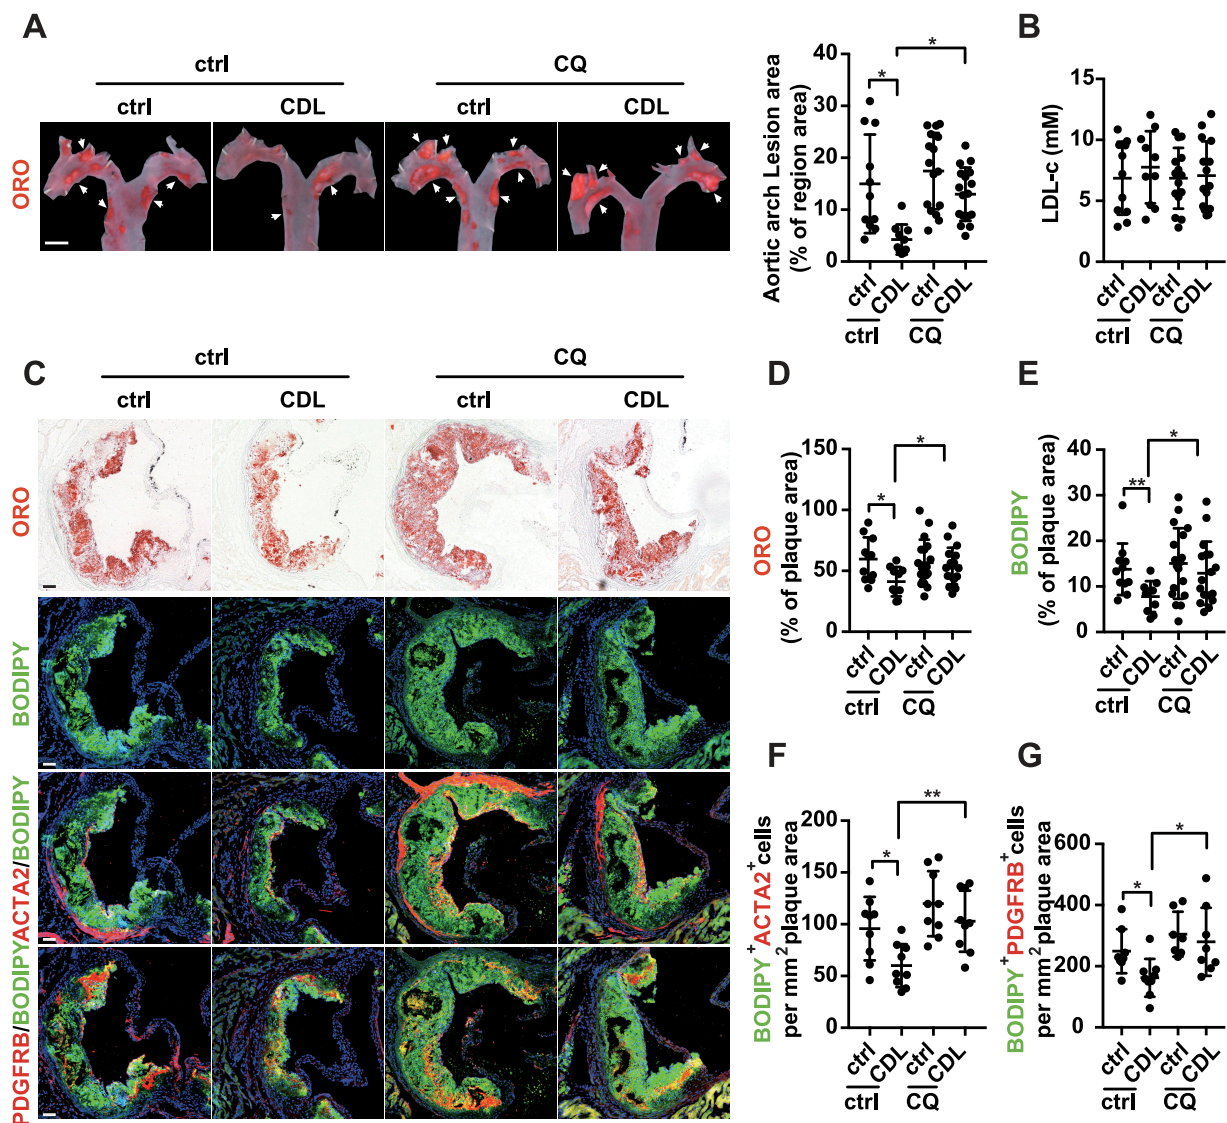 A
ctrl
CQ
ctrl
CDL
ctrl
CDL
ORO
Aortic arch Lesion area
(% of region area)
40
30
20
10
0
*
*
ctrl
CDL
ctrl
CDL
ctrl
CQ
B
LDL-c (mM)
15
10
5
0
ctrl
CDL
ctrl
CDL
ctrl
CQ
C
ctrl
CQ
ctrl
CDL
ctrl
CDL
ORO
BODIPY
ACTA2/BODIPY
PDGFRB/BODIPY
D
ORO
(% of plaque area)
150
100
50
0
*
*
ctrl
CDL
ctrl
CDL
ctrl
CQ
E
BODIPY
(% of plaque area)
40
30
20
10
0
**
*
ctrl
CDL
ctrl
CDL
ctrl
CQ
F
BODIPY+ACTA2+cells
per mm2 plaque area
200
150
100
50
0
*
**
ctrl
CDL
ctrl
CDL
ctrl
CQ
G
BODIPY+PDGFRB+cells
per mm2 plaque area
600
400
200
0
*
*
ctrl
CDL
ctrl
CDL
ctrl
CQ